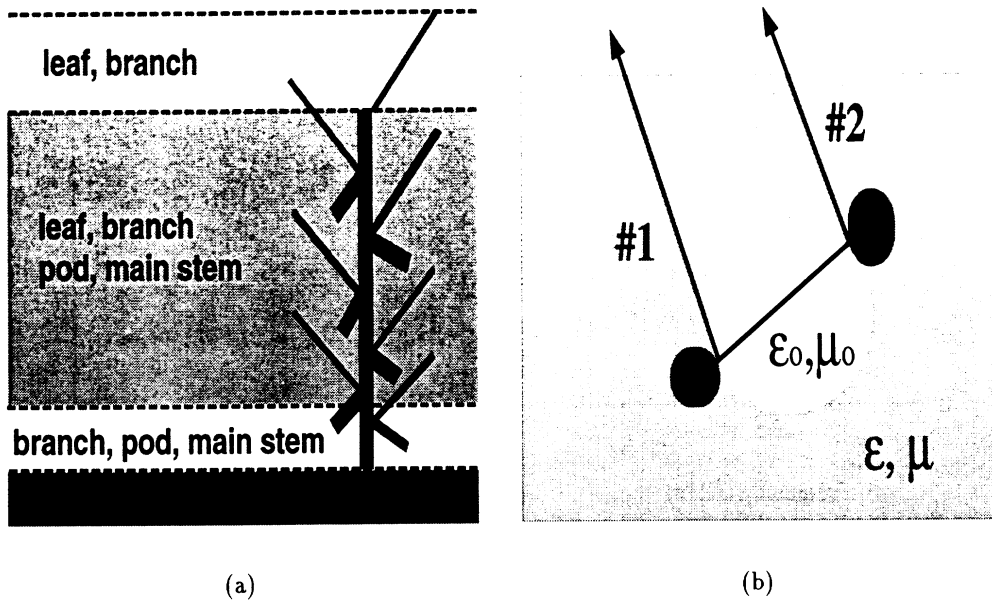 leaf, branch
leaf, branch
pod, main stem
branch, pod, main stem
(a)
#1
#2
ε₀,μ₀
ε, μ
(b)